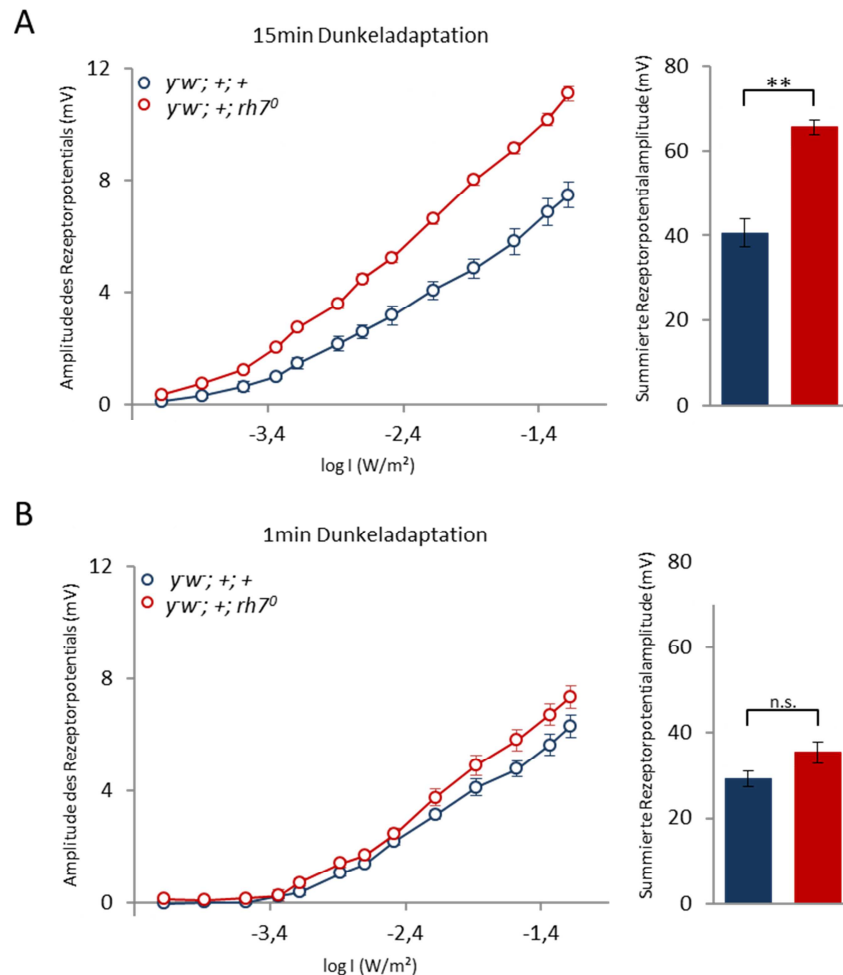 A
15min Dunkeladaptation
Amplitude des Rezeptorpotentials (mV)
12
8
4
0
y-w-; +; +
y-w-; +; rh7⁰
-3,4
-2,4
-1,4
log I (W/m²)
Summierte Rezeptorpotentialamplitude (mV)
80
60
40
20
0
**
B
1min Dunkeladaptation
Amplitude des Rezeptorpotentials (mV)
12
8
4
0
y-w-; +; +
y-w-; +; rh7⁰
-3,4
-2,4
-1,4
log I (W/m²)
Summierte Rezeptorpotentialamplitude (mV)
80
60
40
20
0
n.s.